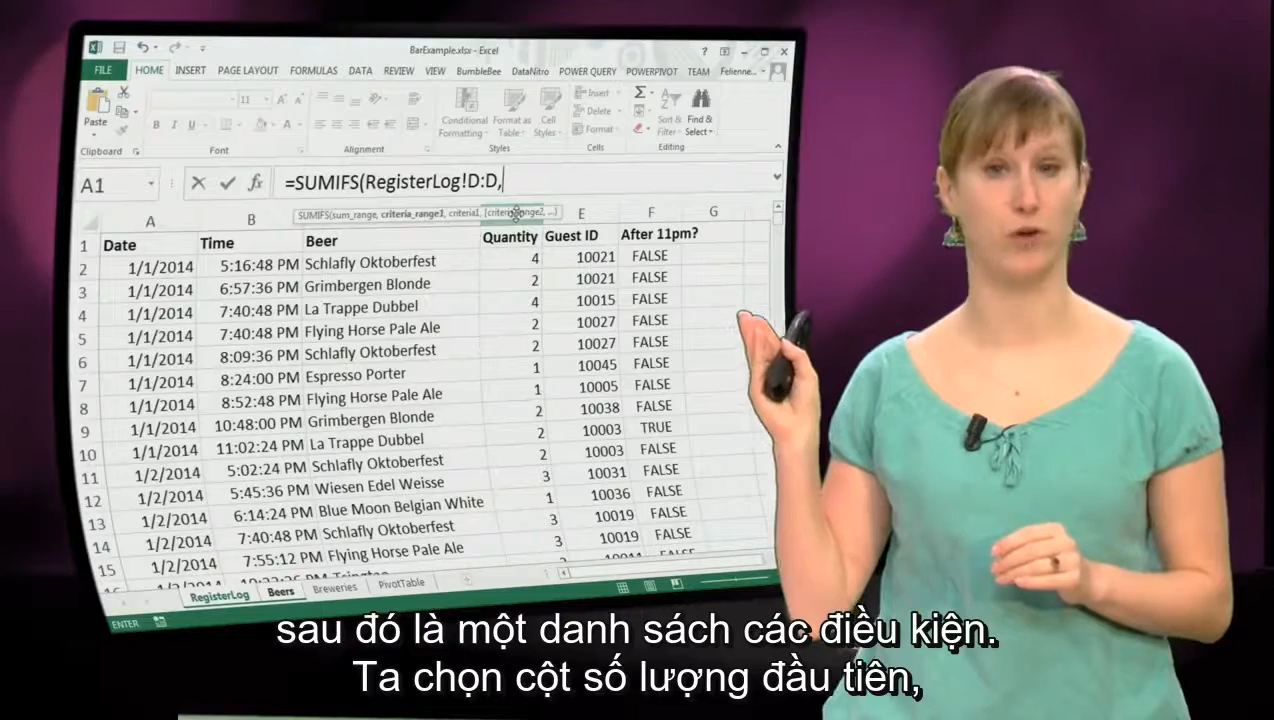 BarExample.xlsx - Excel
FILE HOME INSERT PAGE LAYOUT FORMULAS DATA REVIEW VIEW BumbleBee DataNitro POWER QUERY POWERPIVOT TEAM Felienne...
Paste
11
Conditional Formatting
Format as Table
Cell Styles
Insert
Delete
Format
Sort & Filter
Find & Select
Clipboard Font Alignment Styles Cells Editing
A1 =SUMIFS(RegisterLog!D:D,
SUMIFS(sum_range, criteria_range1, criteria1, [criteria_range2, ...)
A B E F G
1 Date Time Beer Quantity Guest ID After 11pm?
2 1/1/2014 5:16:48 PM Schlafly Oktoberfest 4 10021 FALSE
3 1/1/2014 6:57:36 PM Grimbergen Blonde 2 10021 FALSE
4 1/1/2014 7:40:48 PM La Trappe Dubbel 4 10015 FALSE
5 1/1/2014 7:40:48 PM Flying Horse Pale Ale 2 10027 FALSE
6 1/1/2014 8:09:36 PM Schlafly Oktoberfest 2 10027 FALSE
7 1/1/2014 8:24:00 PM Espresso Porter 1 10045 FALSE
8 1/1/2014 8:52:48 PM Flying Horse Pale Ale 1 10005 FALSE
9 1/1/2014 10:48:00 PM Grimbergen Blonde 2 10038 FALSE
10 1/1/2014 11:02:24 PM La Trappe Dubbel 2 10003 TRUE
11 1/2/2014 5:02:24 PM Schlafly Oktoberfest 2 10003 FALSE
12 1/2/2014 5:45:36 PM Wiesen Edel Weisse 3 10031 FALSE
13 1/2/2014 6:14:24 PM Blue Moon Belgian White 1 10036 FALSE
14 1/2/2014 7:40:48 PM Schlafly Oktoberfest 3 10019 FALSE
15 1/2/2014 7:55:12 PM Flying Horse Pale Ale 3 10019 FALSE
RegisterLog Beers Breweries PivotTable
ENTER
sau đó là một danh sách các điều kiện.
Ta chọn cột số lượng đầu tiên,